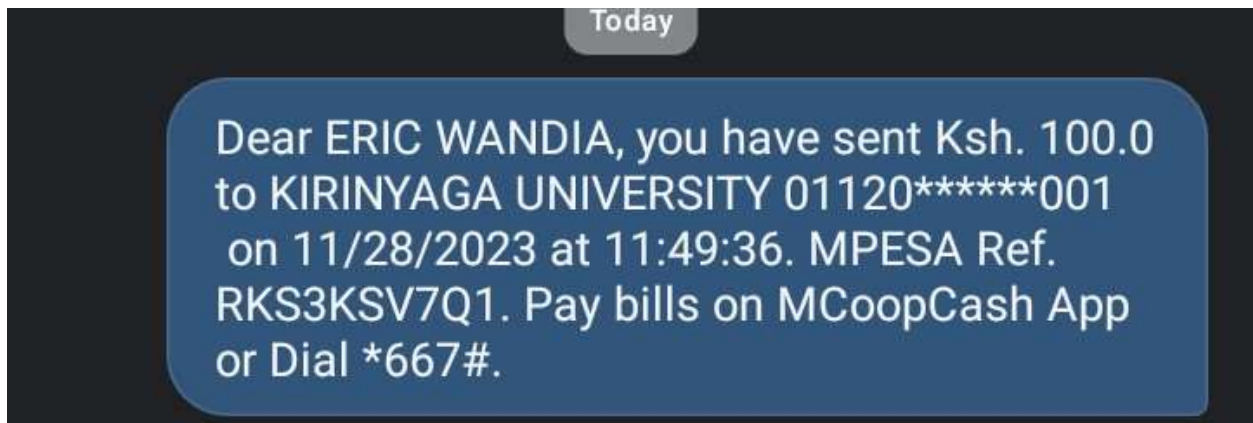 Today
Dear ERIC WANDIA, you have sent Ksh. 100.0
to KIRINYAGA UNIVERSITY 01120******001
on 11/28/2023 at 11:49:36. MPESA Ref.
RKS3KSV7Q1. Pay bills on MCoopCash App
or Dial *667#.